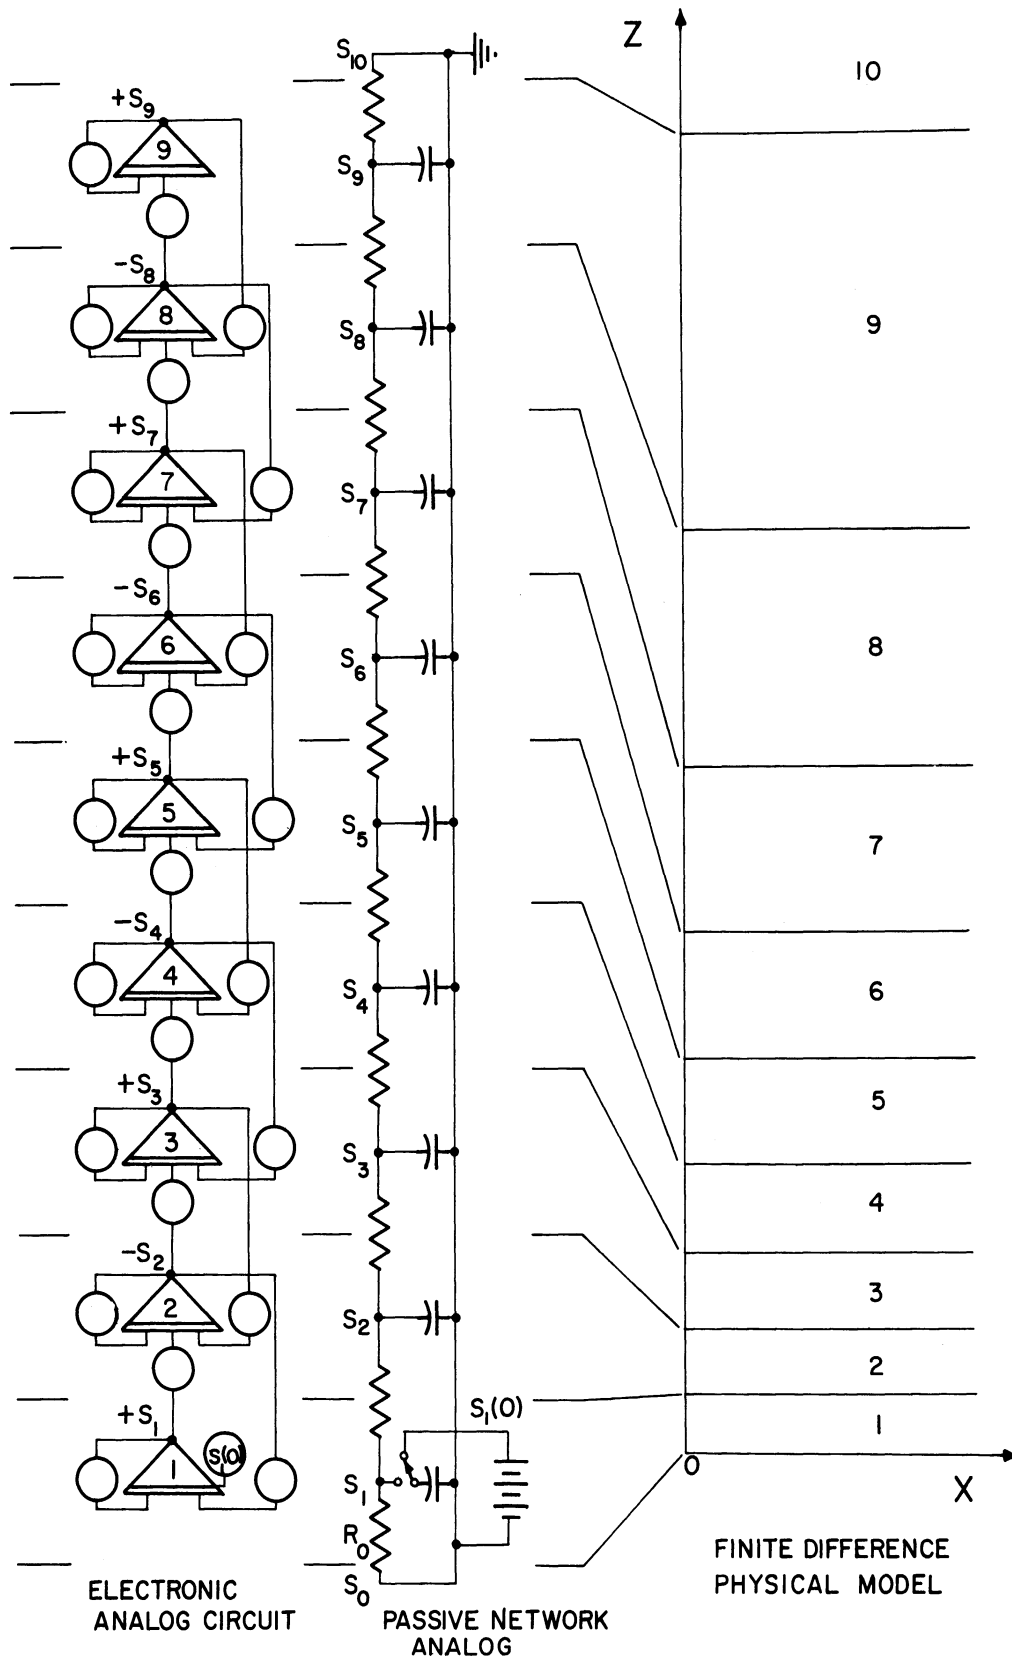 +S9
9
-S8
8
+S7
7
-S6
6
+S5
5
-S4
4
+S3
3
-S2
2
+S1
1
S1(0)
ELECTRONIC
ANALOG CIRCUIT
S10
S9
S8
S7
S6
S5
S4
S3
S2
S1(0)
S1
R0
S0
PASSIVE NETWORK
ANALOG
Z
10
9
8
7
6
5
4
3
2
1
0
X
FINITE DIFFERENCE
PHYSICAL MODEL